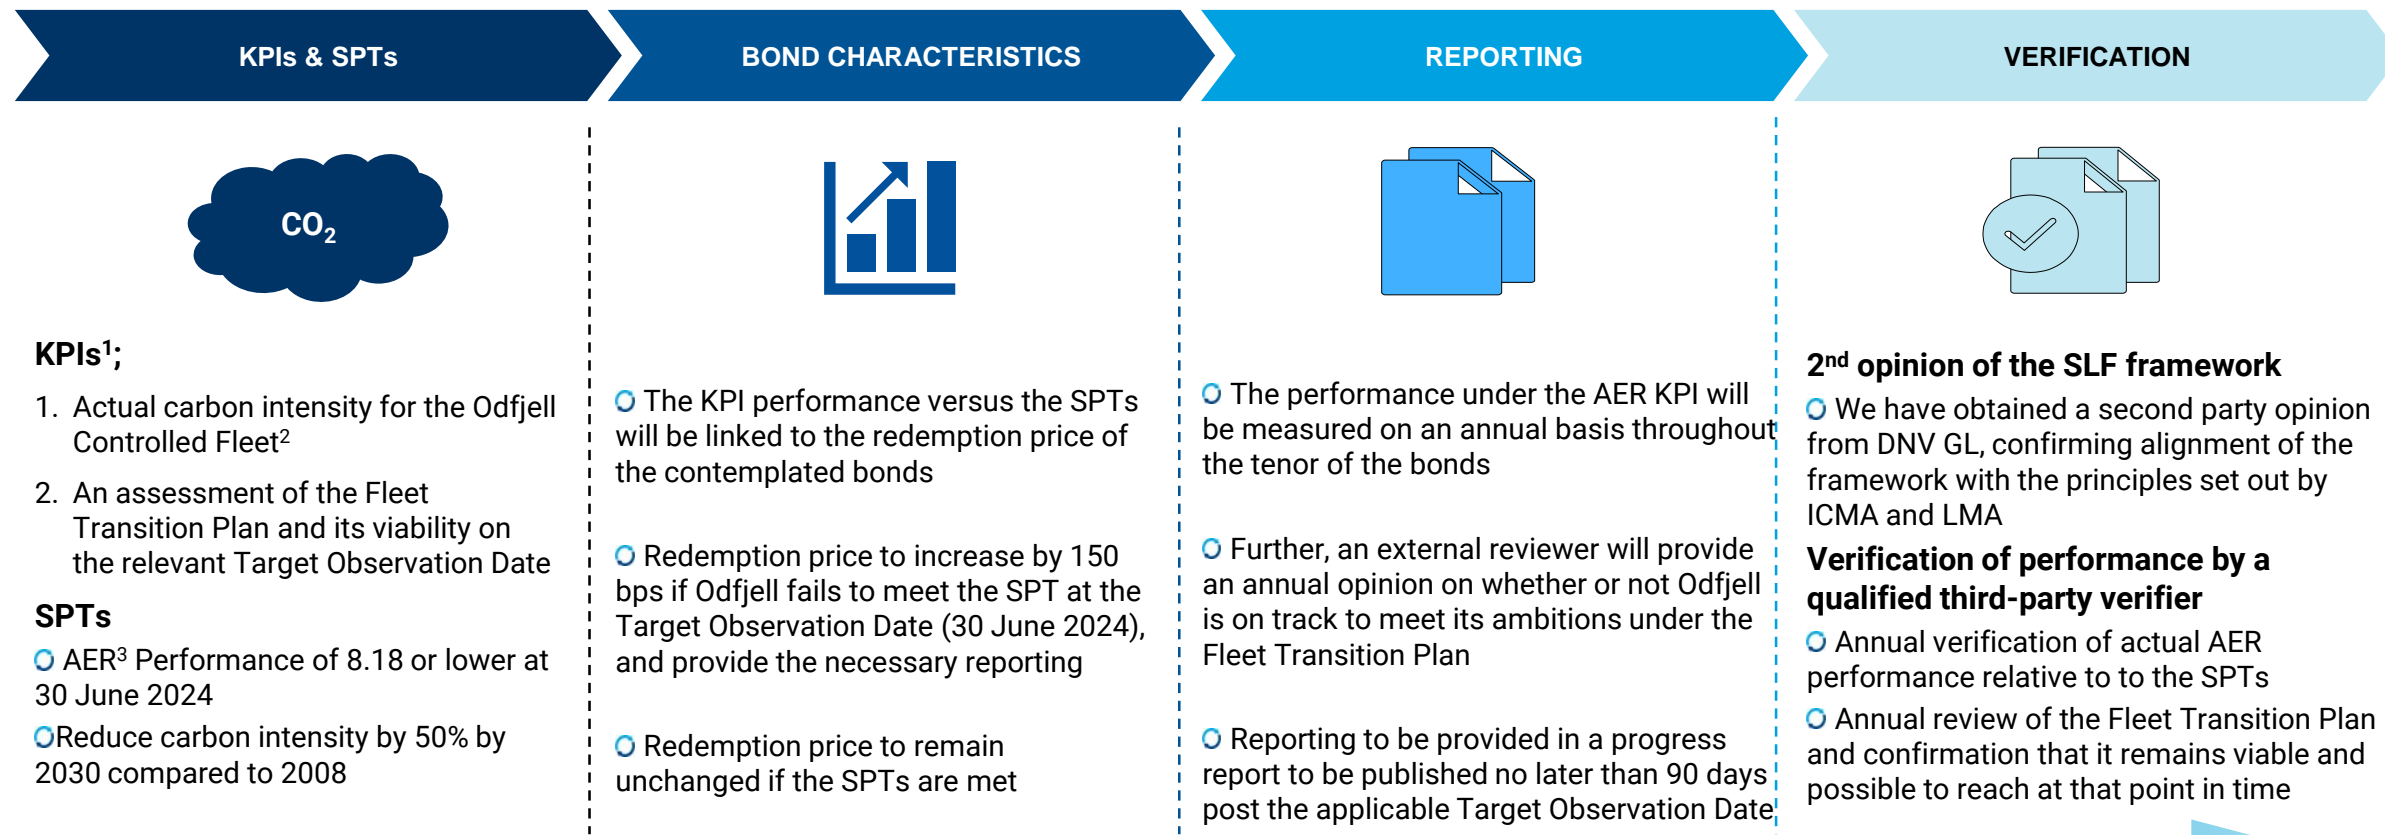 KPIs & SPTs
BOND CHARACTERISTICS
REPORTING
VERIFICATION
CO₂
KPIs¹;
1. Actual carbon intensity for the Odfjell
Controlled Fleet²
2. An assessment of the Fleet
Transition Plan and its viability on
the relevant Target Observation Date
SPTs
AER³ Performance of 8.18 or lower at
30 June 2024
Reduce carbon intensity by 50% by
2030 compared to 2008
The KPI performance versus the SPTs
will be linked to the redemption price of
the contemplated bonds
Redemption price to increase by 150
bps if Odfjell fails to meet the SPT at the
Target Observation Date (30 June 2024),
and provide the necessary reporting
Redemption price to remain
unchanged if the SPTs are met
The performance under the AER KPI will
be measured on an annual basis throughout
the tenor of the bonds
Further, an external reviewer will provide
an annual opinion on whether or not Odfjell
is on track to meet its ambitions under the
Fleet Transition Plan
Reporting to be provided in a progress
report to be published no later than 90 days
post the applicable Target Observation Date
2nd opinion of the SLF framework
We have obtained a second party opinion
from DNV GL, confirming alignment of the
framework with the principles set out by
ICMA and LMA
Verification of performance by a
qualified third-party verifier
Annual verification of actual AER
performance relative to to the SPTs
Annual review of the Fleet Transition Plan
and confirmation that it remains viable and
possible to reach at that point in time